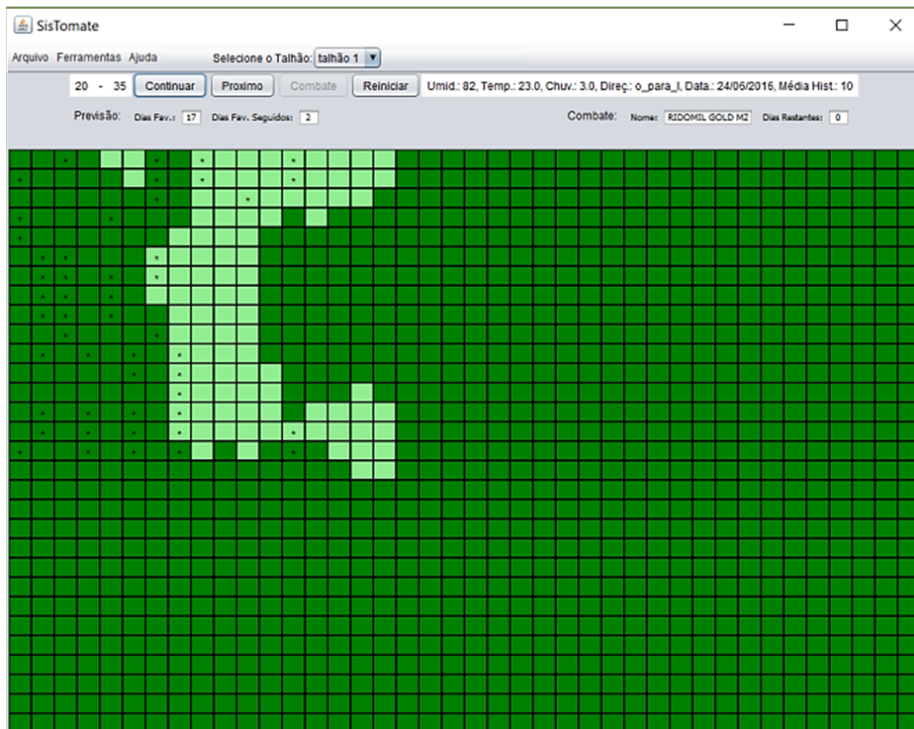 SisTomate
Arquivo Ferramentas Ajuda Selecione o Talhão: talhão 1
20 - 35 Continuar Proximo Combate Reiniciar Umid.: 82, Temp.: 23.0, Chuv.: 3.0, Direç.: o_para_l, Data.: 24/06/2016, Média Hist.: 10
Previsão: Dias Fav.: 17 Dias Fav. Seguidos: 2 Combate: Nome: RIDOMIL GOLD MZ Dias Restantes: 0